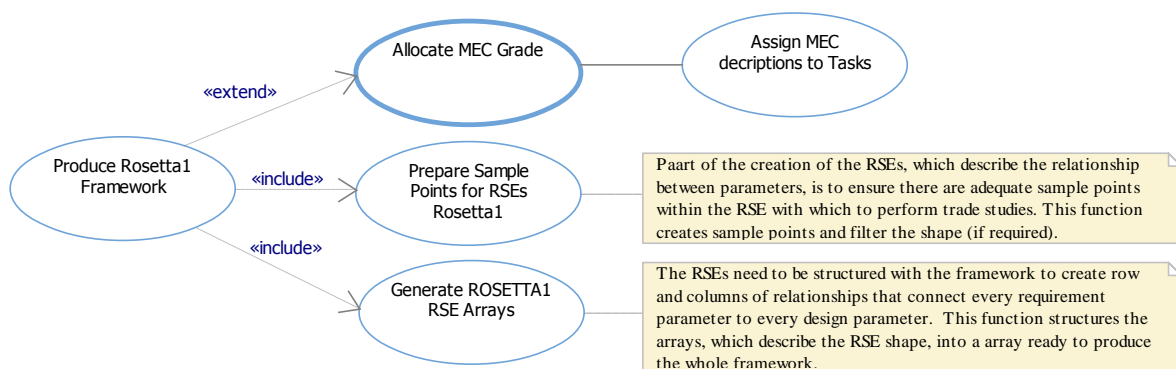 Allocate MEC Grade
Assign MEC
decriptions to Tasks
«extend»
Produce Rosetta1
Framework
«include»
Prepare Sample
Points for RSEs
Rosetta1
Paart of the creation of the RSEs, which describe the relationship
between parameters, is to ensure there are adequate sample points
within the RSE with which to perform trade studies. This function
creates sample points and filter the shape (if required).
«include»
Generate ROSETTA1
RSE Arrays
The RSEs need to be structured with the framework to create row
and columns of relationships that connect every requirement
parameter to every design parameter.  This function structures the
arrays, which describe the RSE shape, into a array ready to produce
the whole framework.